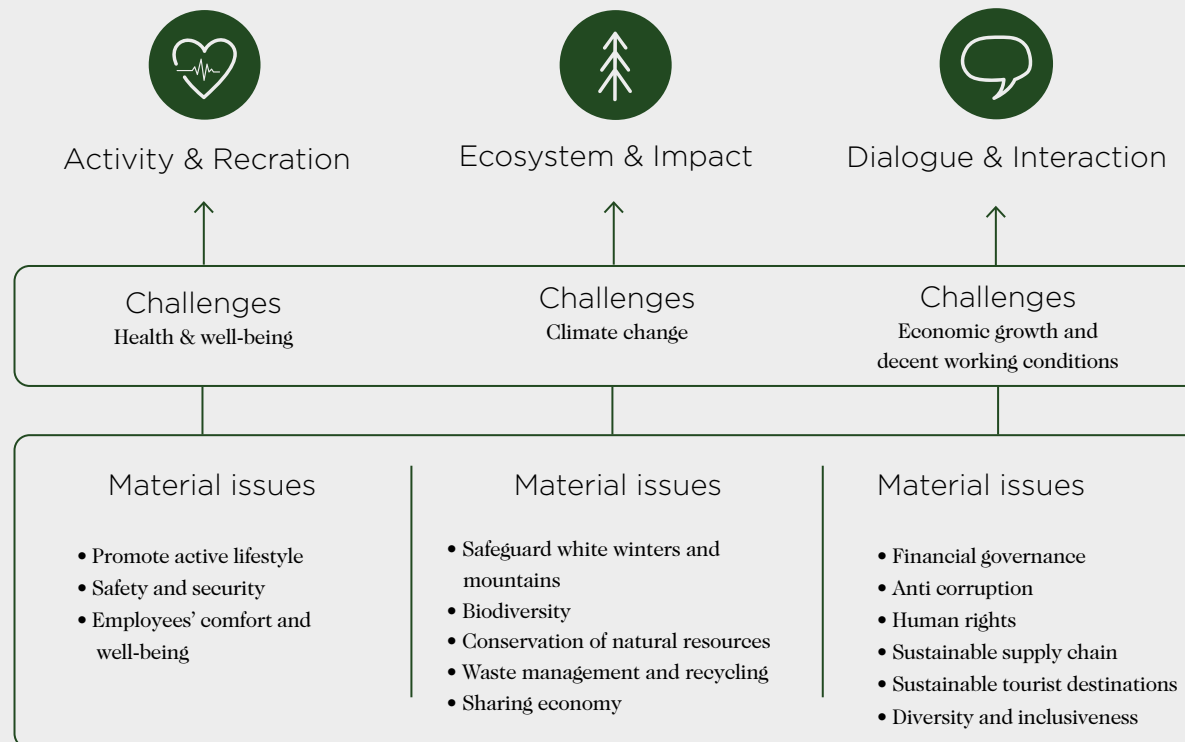 Activity & Recration
Ecosystem & Impact
Dialogue & Interaction
Challenges
Health & well-being
Challenges
Climate change
Challenges
Economic growth and
decent working conditions
Material issues
• Promote active lifestyle
• Safety and security
• Employees' comfort and
well-being
Material issues
• Safeguard white winters and
mountains
• Biodiversity
• Conservation of natural resources
• Waste management and recycling
• Sharing economy
Material issues
• Financial governance
• Anti corruption
• Human rights
• Sustainable supply chain
• Sustainable tourist destinations
• Diversity and inclusiveness